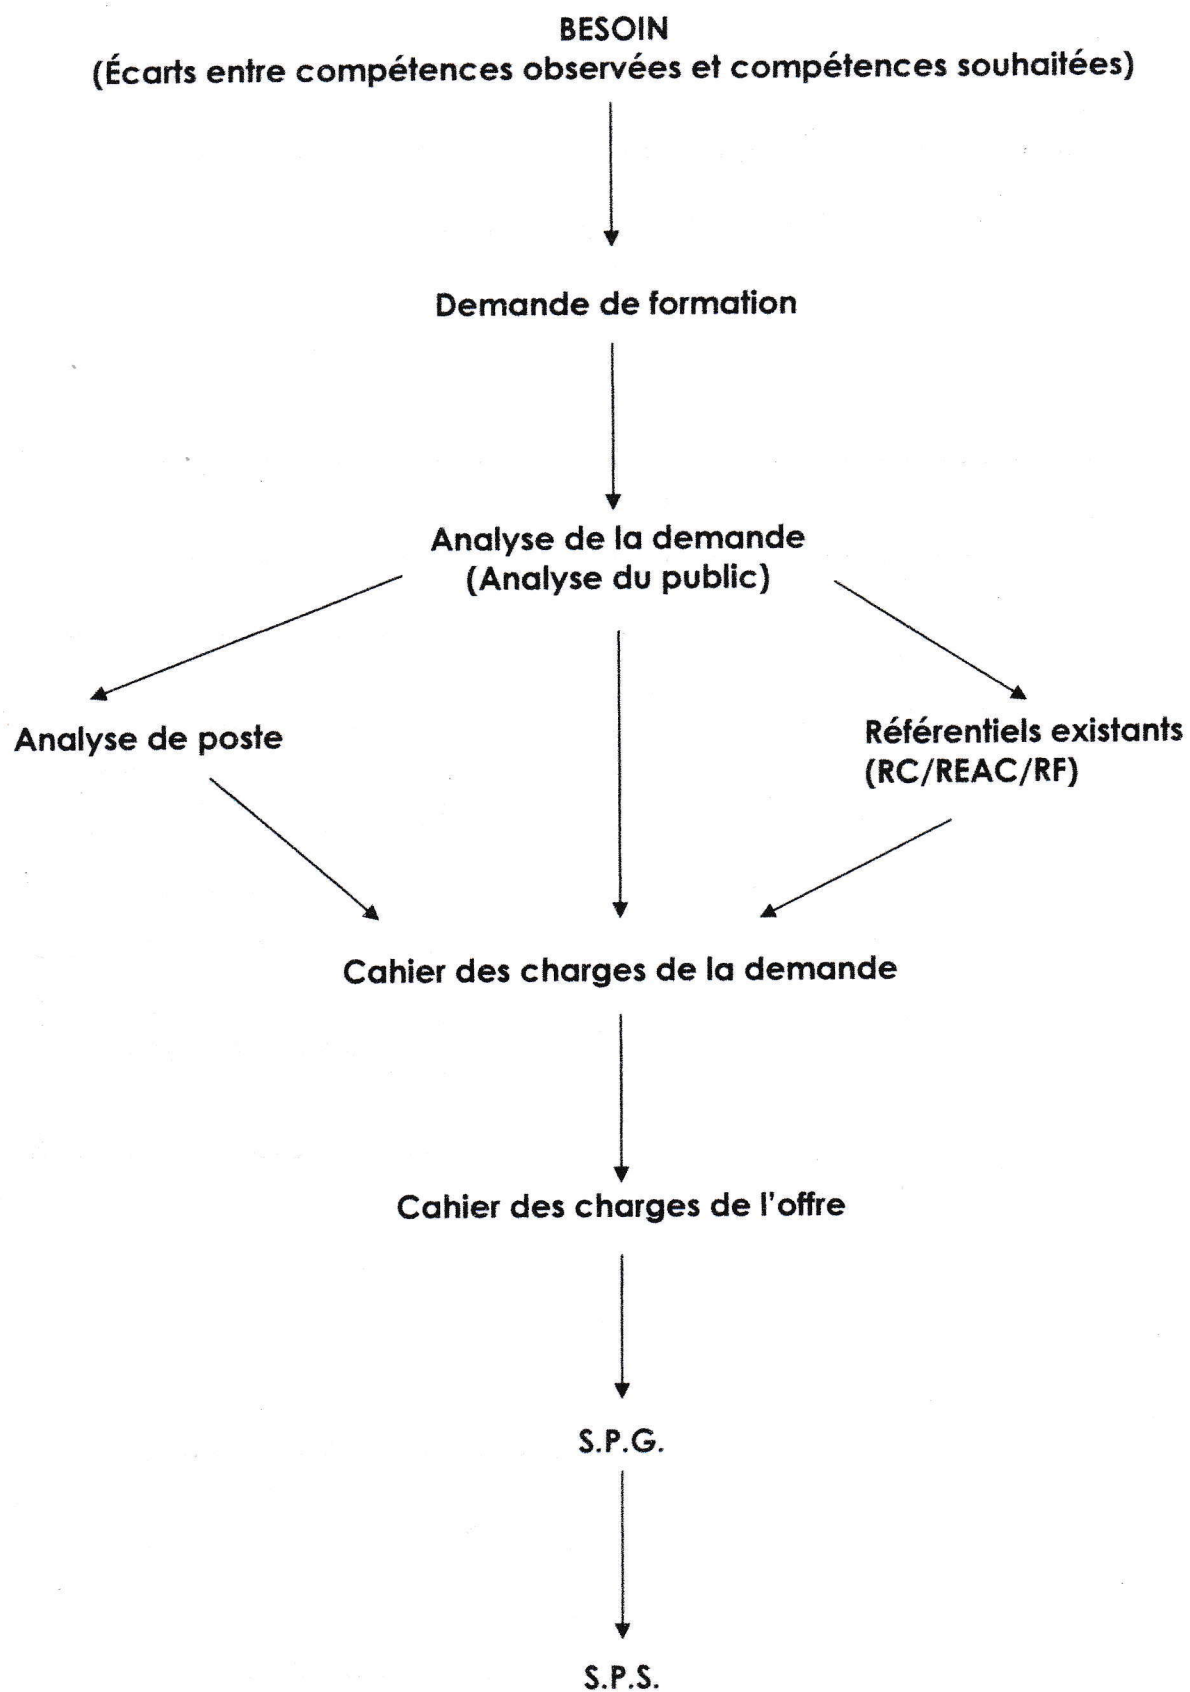 BESOIN
(Écarts entre compétences observées et compétences souhaitées)
Demande de formation
Analyse de la demande
(Analyse du public)
Analyse de poste
Référentiels existants
(RC/REAC/RF)
Cahier des charges de la demande
Cahier des charges de l'offre
S.P.G.
S.P.S.